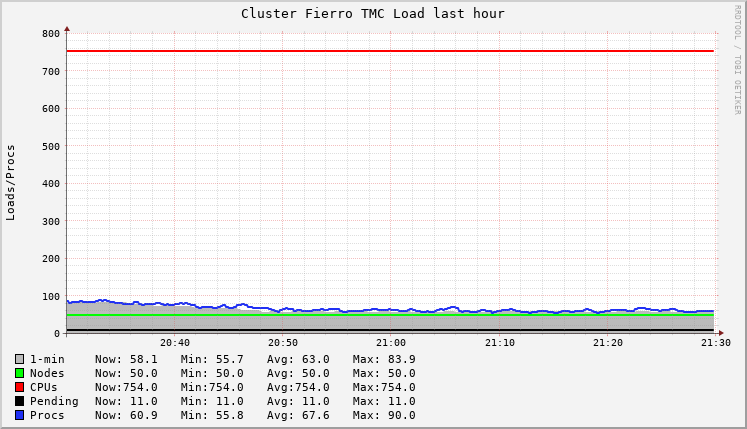 Cluster Fierro TMC Load last hour
RRDTOOL / TOBI OETIKER
Loads/Procs
800
700
600
500
400
300
200
100
0
20:40 20:50 21:00 21:10 21:20 21:30
1-min Now: 58.1 Min: 55.7 Avg: 63.0 Max: 83.9
Nodes Now: 50.0 Min: 50.0 Avg: 50.0 Max: 50.0
CPUs Now:754.0 Min:754.0 Avg:754.0 Max:754.0
Pending Now: 11.0 Min: 11.0 Avg: 11.0 Max: 11.0
Procs Now: 60.9 Min: 55.8 Avg: 67.6 Max: 90.0